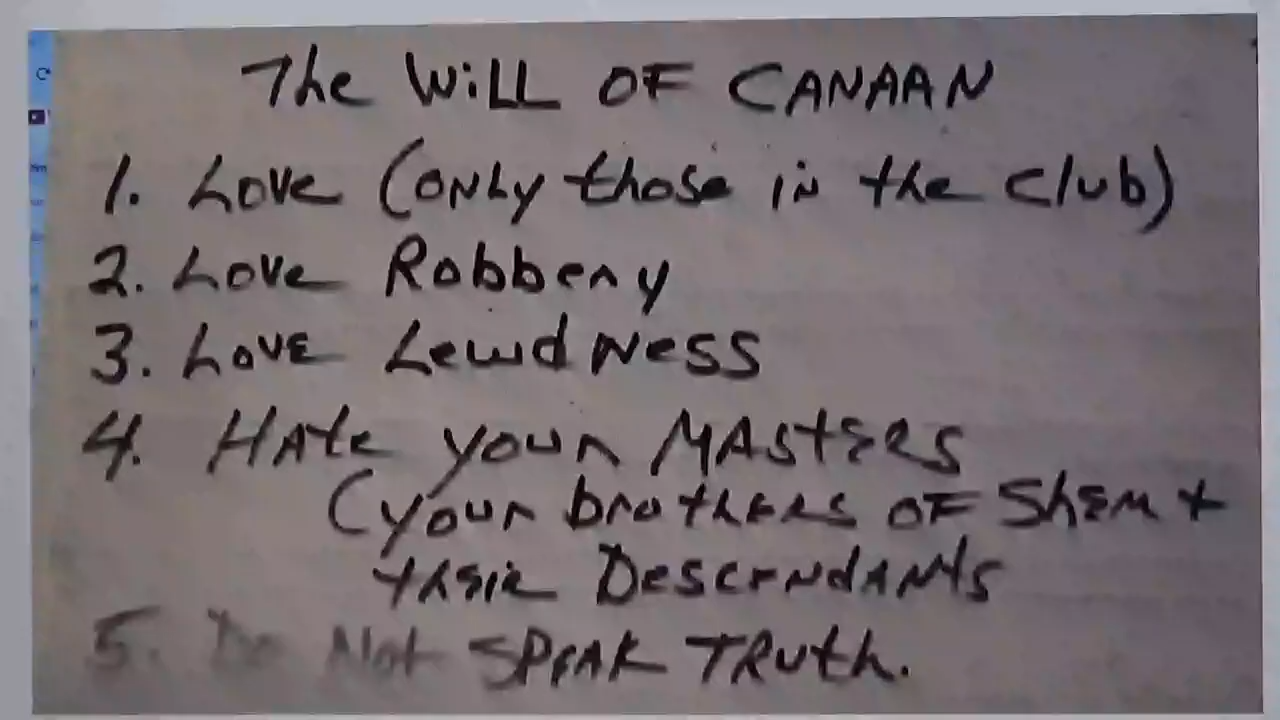 The WiLL OF CANAAN
1. Love (ONLy those in the club)
2. Love Robbery
3. LOVE LewdNess
4. HAte your MAStERS
(your brothERS OF ShEM +
thEiR DescendANts
5. Do Not SPEAK TRuth.